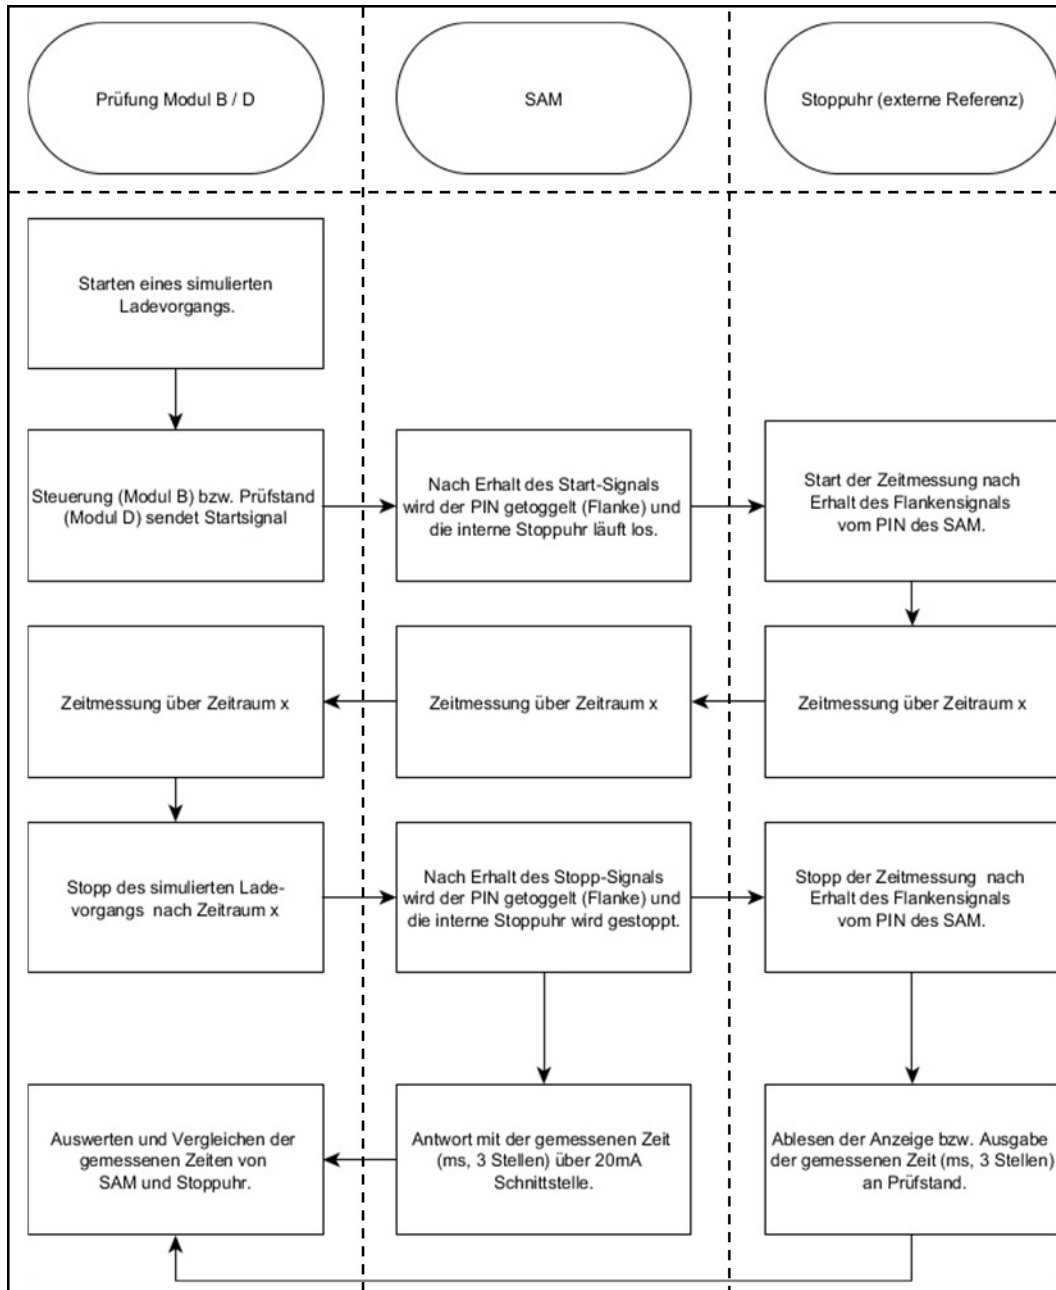 Prüfung Modul B / D
SAM
Stoppuhr (externe Referenz)
Starten eines simulierten
Ladevorgangs.
Steuerung (Modul B) bzw. Prüfstand
(Modul D) sendet Startsignal
Nach Erhalt des Start-Signals
wird der PIN getoggelt (Flanke) und
die interne Stoppuhr läuft los.
Start der Zeitmessung nach
Erhalt des Flankensignals
vom PIN des SAM.
Zeitmessung über Zeitraum x
Zeitmessung über Zeitraum x
Zeitmessung über Zeitraum x
Stopp des simulierten Lade-
vorgangs nach Zeitraum x
Nach Erhalt des Stopp-Signals
wird der PIN getoggelt (Flanke) und
die interne Stoppuhr wird gestoppt.
Stopp der Zeitmessung nach
Erhalt des Flankensignals
vom PIN des SAM.
Auswerten und Vergleichen der
gemessenen Zeiten von
SAM und Stoppuhr.
Antwort mit der gemessenen Zeit
(ms, 3 Stellen) über 20mA
Schnittstelle.
Ablesen der Anzeige bzw. Ausgabe
der gemessenen Zeit (ms, 3 Stellen)
an Prüfstand.